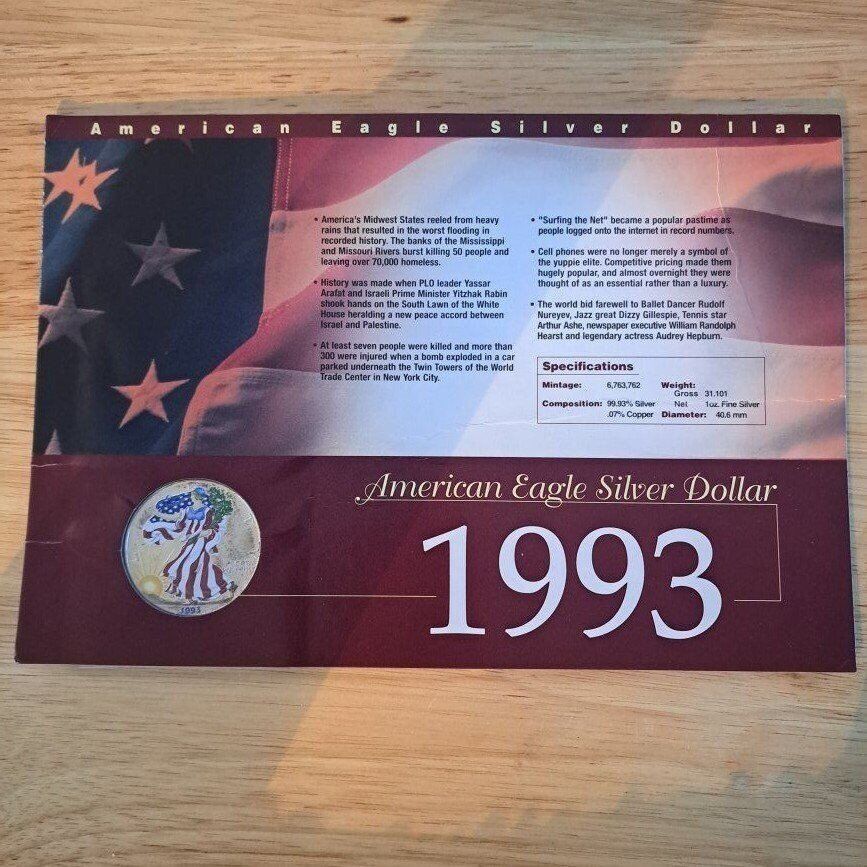 American Eagle Silver Dollar
• America's Midwest States reeled from heavy
rains that resulted in the worst flooding in
recorded history. The banks of the Mississippi
and Missouri Rivers burst killing 50 people and
leaving over 70,000 homeless.
• History was made when PLO leader Yassar
Arafat and Israeli Prime Minister Yitzhak Rabin
shook hands on the South Lawn of the White
House heralding a new peace accord between
Israel and Palestine.
• At least seven people were killed and more than
300 were injured when a bomb exploded in a car
parked underneath the Twin Towers of the World
Trade Center in New York City.
• "Surfing the Net" became a popular pastime as
people logged onto the internet in record numbers.
• Cell phones were no longer merely a symbol of
the yuppie elite. Competitive pricing made them
hugely popular, and almost overnight they were
thought of as an essential rather than a luxury.
• The world bid farewell to Ballet Dancer Rudolf
Nureyev, Jazz great Dizzy Gillespie, Tennis star
Arthur Ashe, newspaper executive William Randolph
Hearst and legendary actress Audrey Hepburn.
Specifications
Mintage: 6,763,762 Weight:
Gross 31.101
Composition: 99.93% Silver Net 1oz. Fine Silver
.07% Copper Diameter: 40.6 mm
American Eagle Silver Dollar
1993
1993